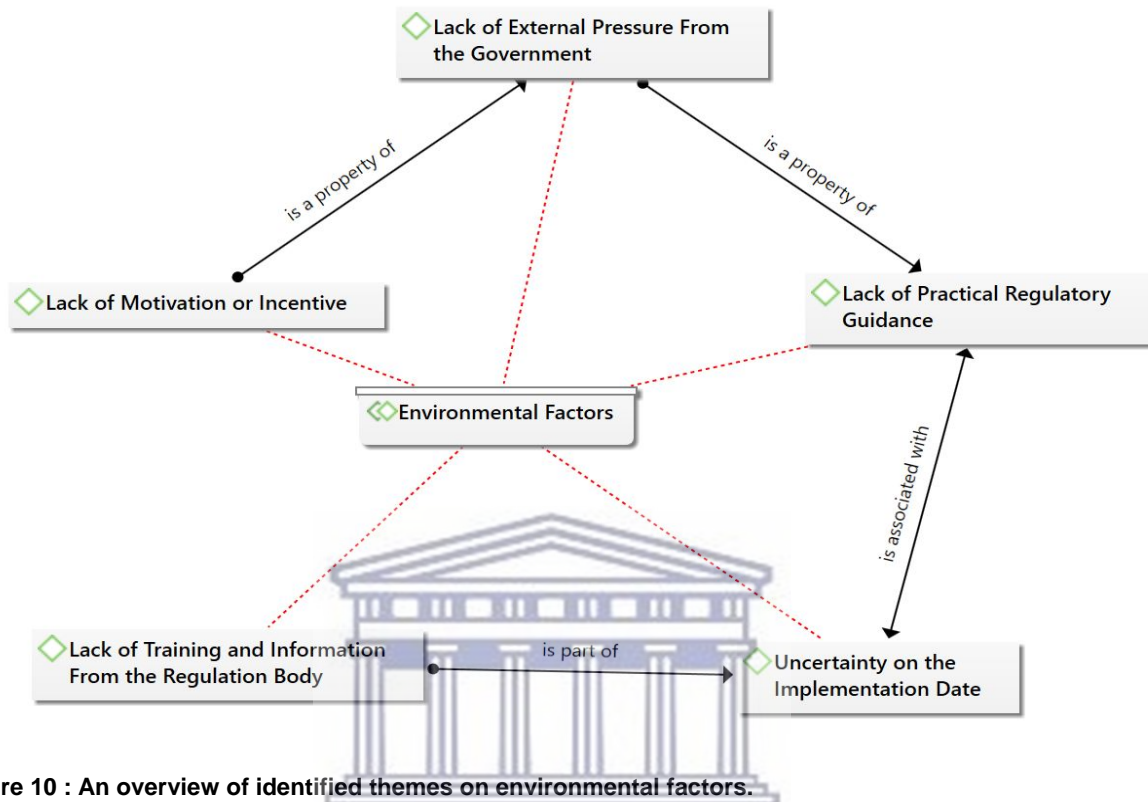 Lack of External Pressure From
the Government
is a property of
is a property of
Lack of Motivation or Incentive
Lack of Practical Regulatory
Guidance
Environmental Factors
is associated with
Lack of Training and Information
From the Regulation Body
is part of
Uncertainty on the
Implementation Date
re 10 : An overview of identified themes on environmental factors.